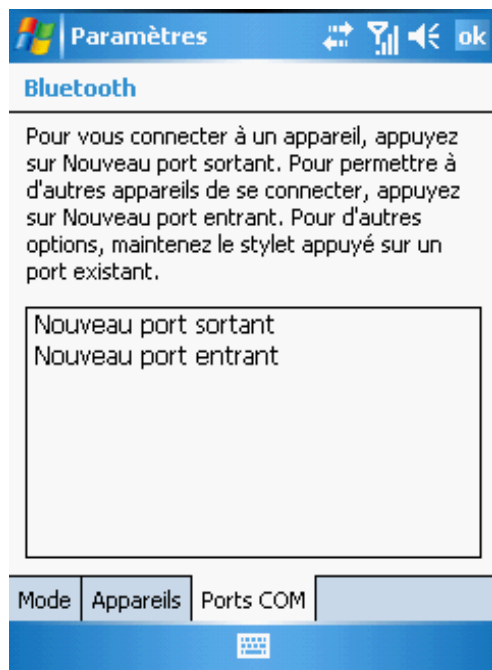 Paramètres ok
Bluetooth
Pour vous connecter à un appareil, appuyez
sur Nouveau port sortant. Pour permettre à
d'autres appareils de se connecter, appuyez
sur Nouveau port entrant. Pour d'autres
options, maintenez le stylet appuyé sur un
port existant.
Nouveau port sortant
Nouveau port entrant
Mode Appareils Ports COM